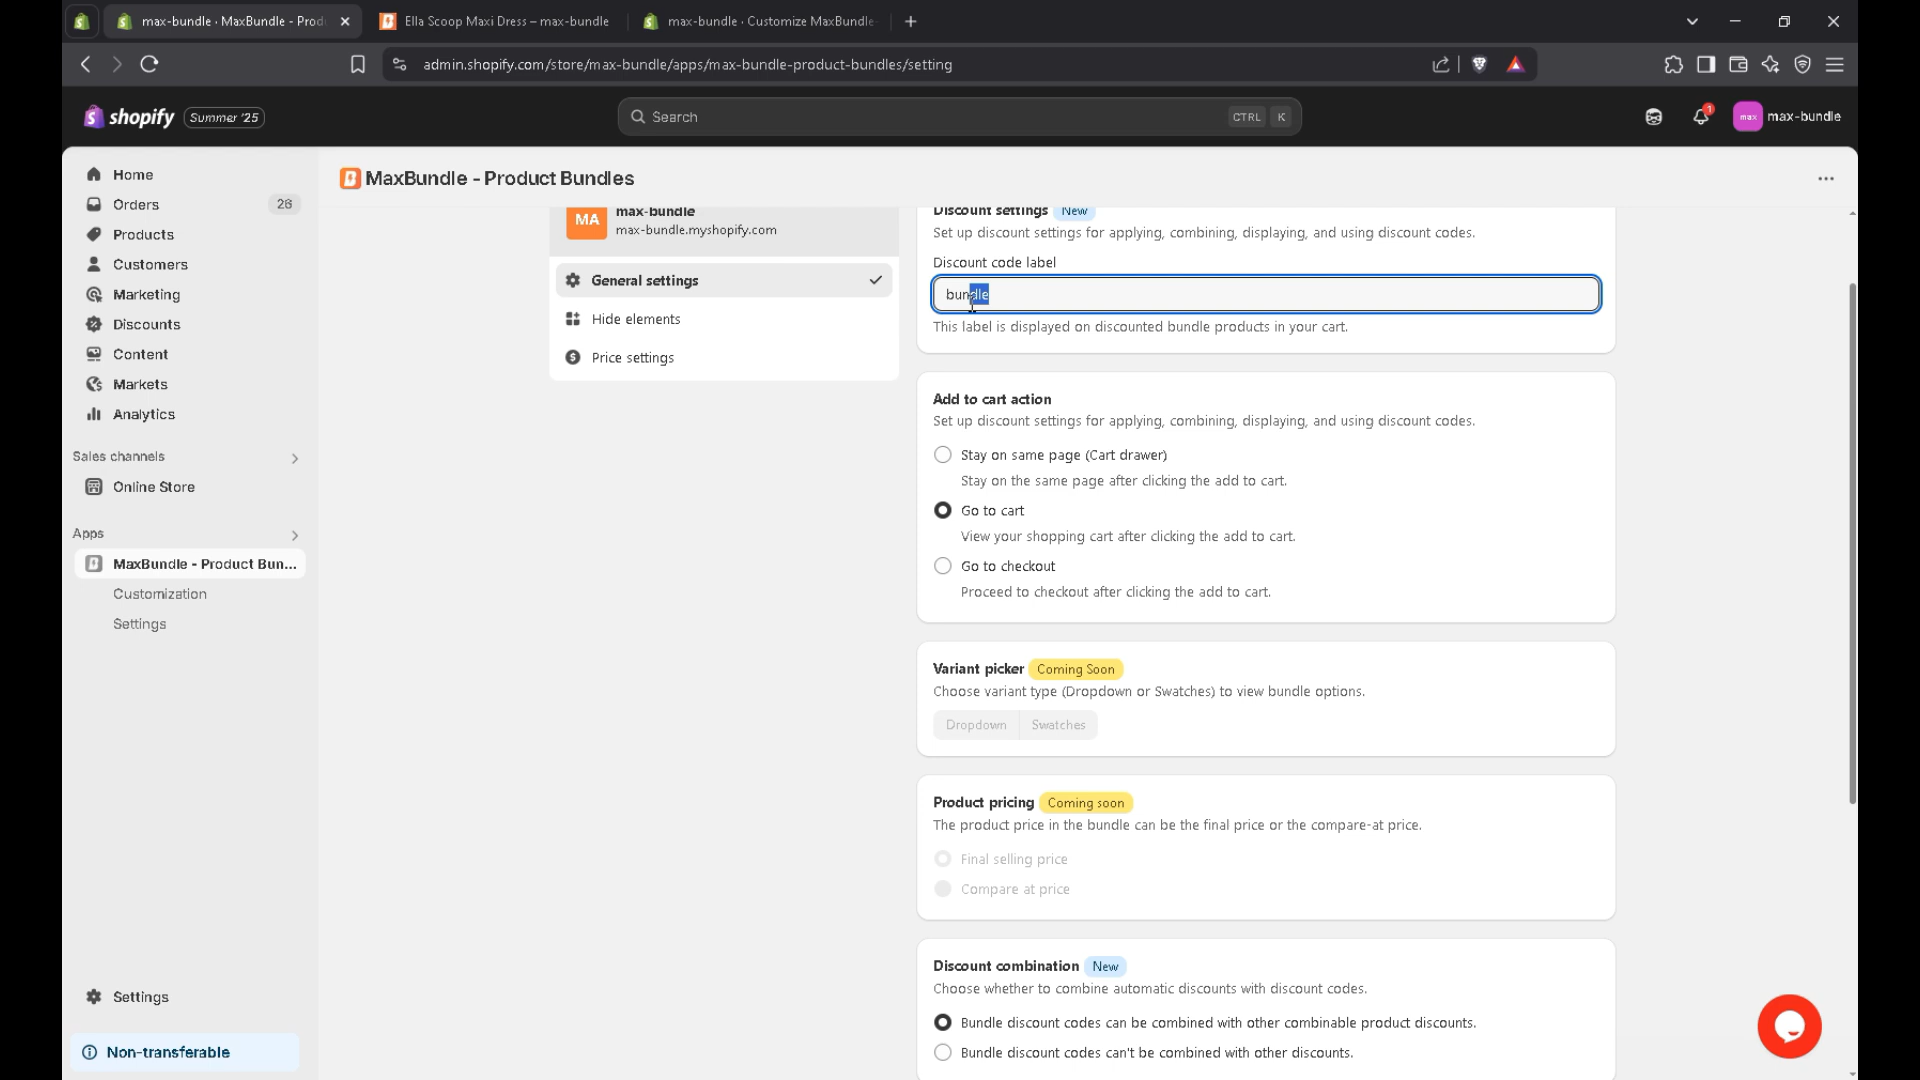 max-bundle · MaxBundle - Prod
Ella Scoop Maxi Dress – max-bundle
max-bundle · Customize MaxBundle
admin.shopify.com/store/max-bundle/apps/max-bundle-product-bundles/setting
shopify
Summer '25
Search
CTRL
K
1
max
max-bundle
MaxBundle - Product Bundles
Home
Orders
26
Products
Customers
Marketing
Discounts
Content
Markets
Analytics
Sales channels
Online Store
Apps
MaxBundle - Product Bun...
Customization
Settings
Settings
Non-transferable
MA
max-bundle
max-bundle.myshopify.com
General settings
Hide elements
Price settings
Discount settings New
Set up discount settings for applying, combining, displaying, and using discount codes.
Discount code label
bundle
This label is displayed on discounted bundle products in your cart.
Add to cart action
Set up discount settings for applying, combining, displaying, and using discount codes.
Stay on same page (Cart drawer)
Stay on the same page after clicking the add to cart.
Go to cart
View your shopping cart after clicking the add to cart.
Go to checkout
Proceed to checkout after clicking the add to cart.
Variant picker Coming Soon
Choose variant type (Dropdown or Swatches) to view bundle options.
Dropdown Swatches
Product pricing Coming soon
The product price in the bundle can be the final price or the compare-at price.
Final selling price
Compare at price
Discount combination New
Choose whether to combine automatic discounts with discount codes.
Bundle discount codes can be combined with other combinable product discounts.
Bundle discount codes can't be combined with other discounts.